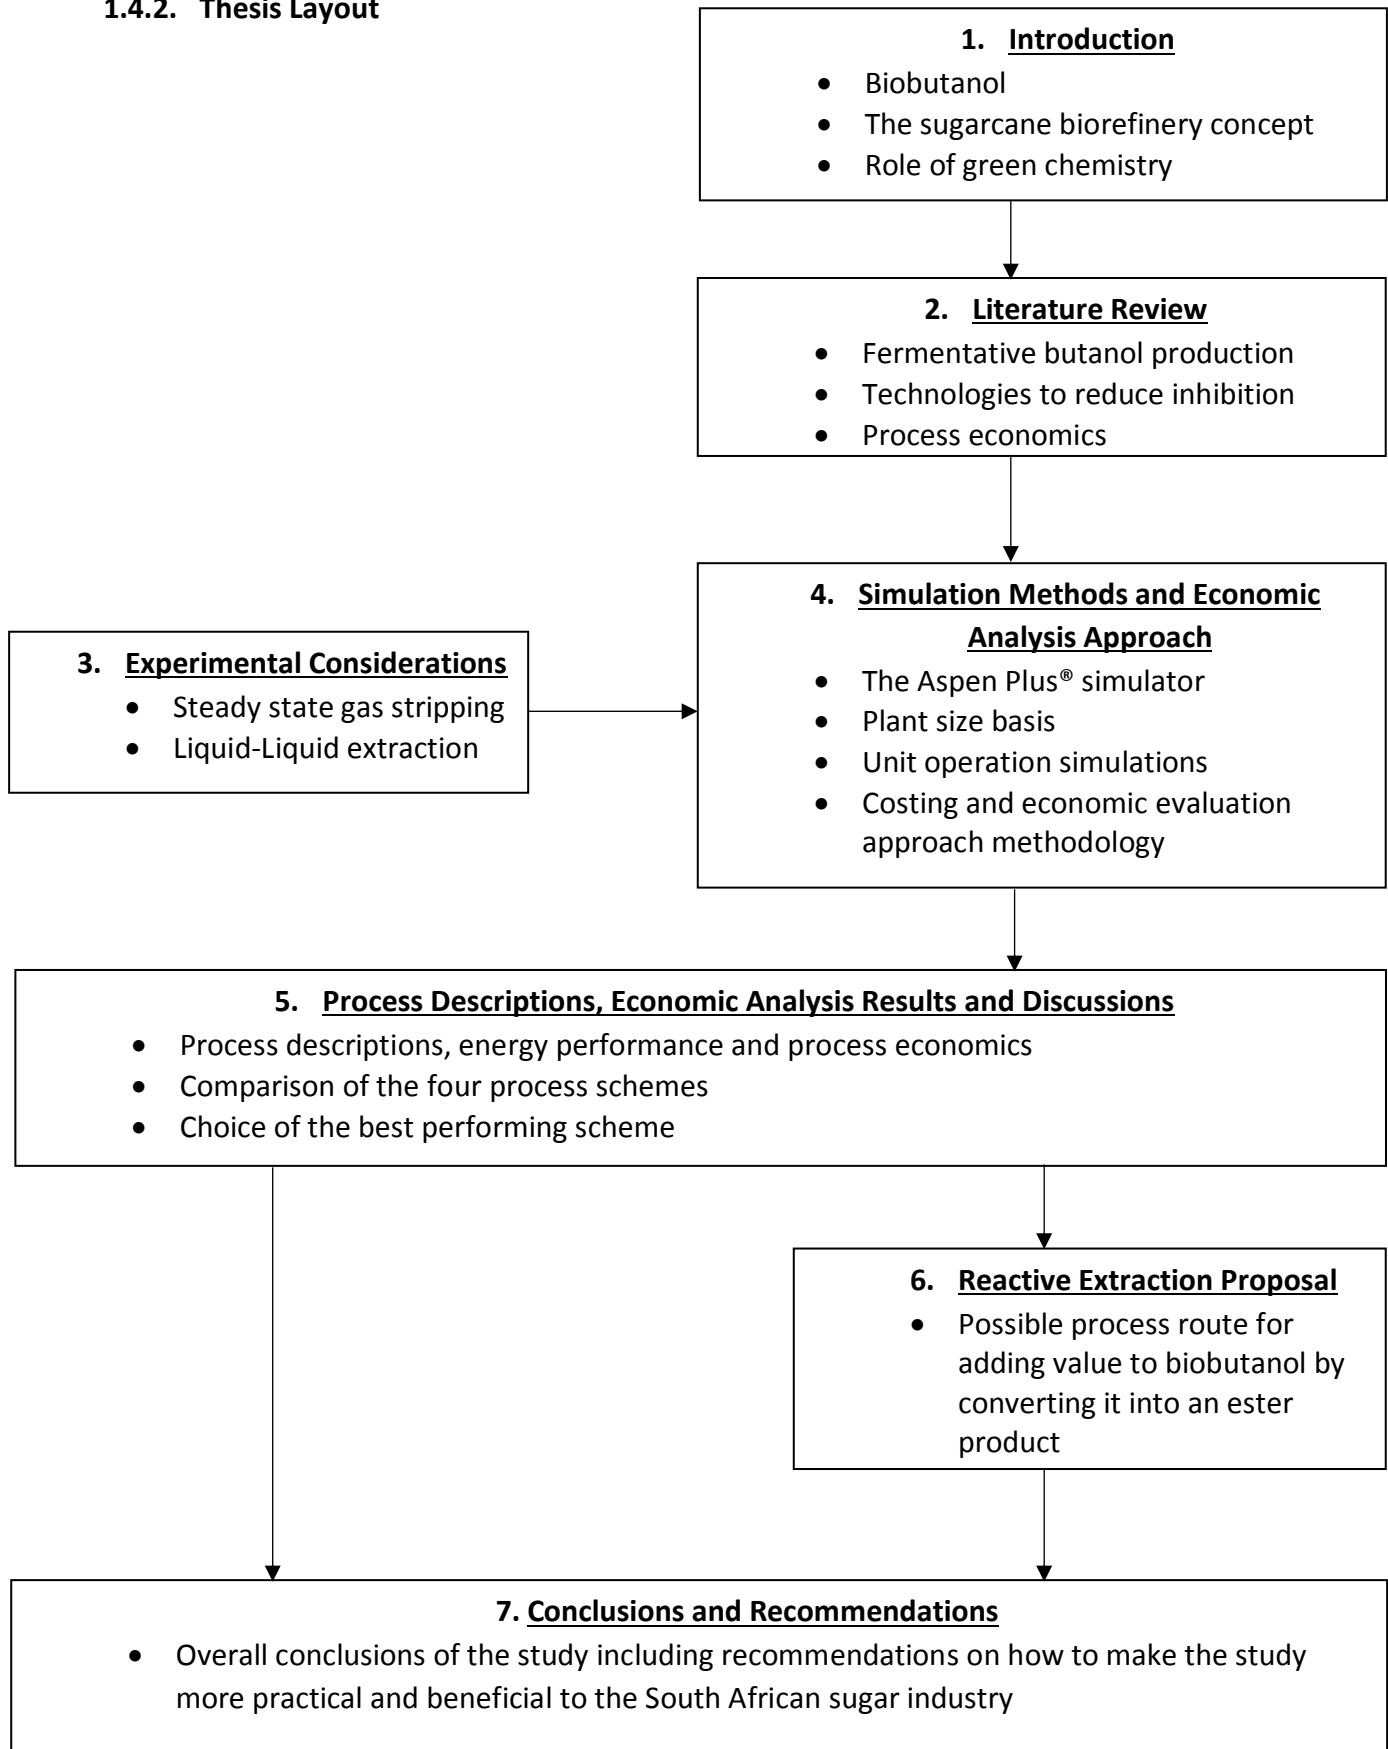 1.4.2. Thesis Layout
1. Introduction
• Biobutanol
• The sugarcane biorefinery concept
• Role of green chemistry
2. Literature Review
• Fermentative butanol production
• Technologies to reduce inhibition
• Process economics
3. Experimental Considerations
• Steady state gas stripping
• Liquid-Liquid extraction
4. Simulation Methods and Economic
Analysis Approach
• The Aspen Plus® simulator
• Plant size basis
• Unit operation simulations
• Costing and economic evaluation
approach methodology
5. Process Descriptions, Economic Analysis Results and Discussions
• Process descriptions, energy performance and process economics
• Comparison of the four process schemes
• Choice of the best performing scheme
6. Reactive Extraction Proposal
• Possible process route for
adding value to biobutanol by
converting it into an ester
product
7. Conclusions and Recommendations
• Overall conclusions of the study including recommendations on how to make the study
more practical and beneficial to the South African sugar industry